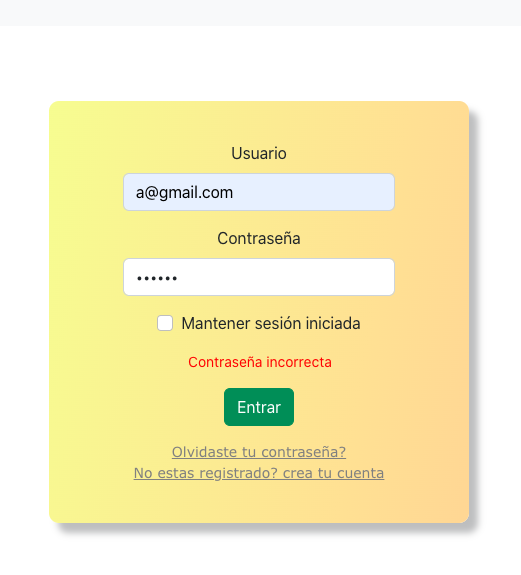 Usuario
a@gmail.com
Contraseña
••••••
Mantener sesión iniciada
Contraseña incorrecta
Entrar
Olvidaste tu contraseña?
No estas registrado? crea tu cuenta